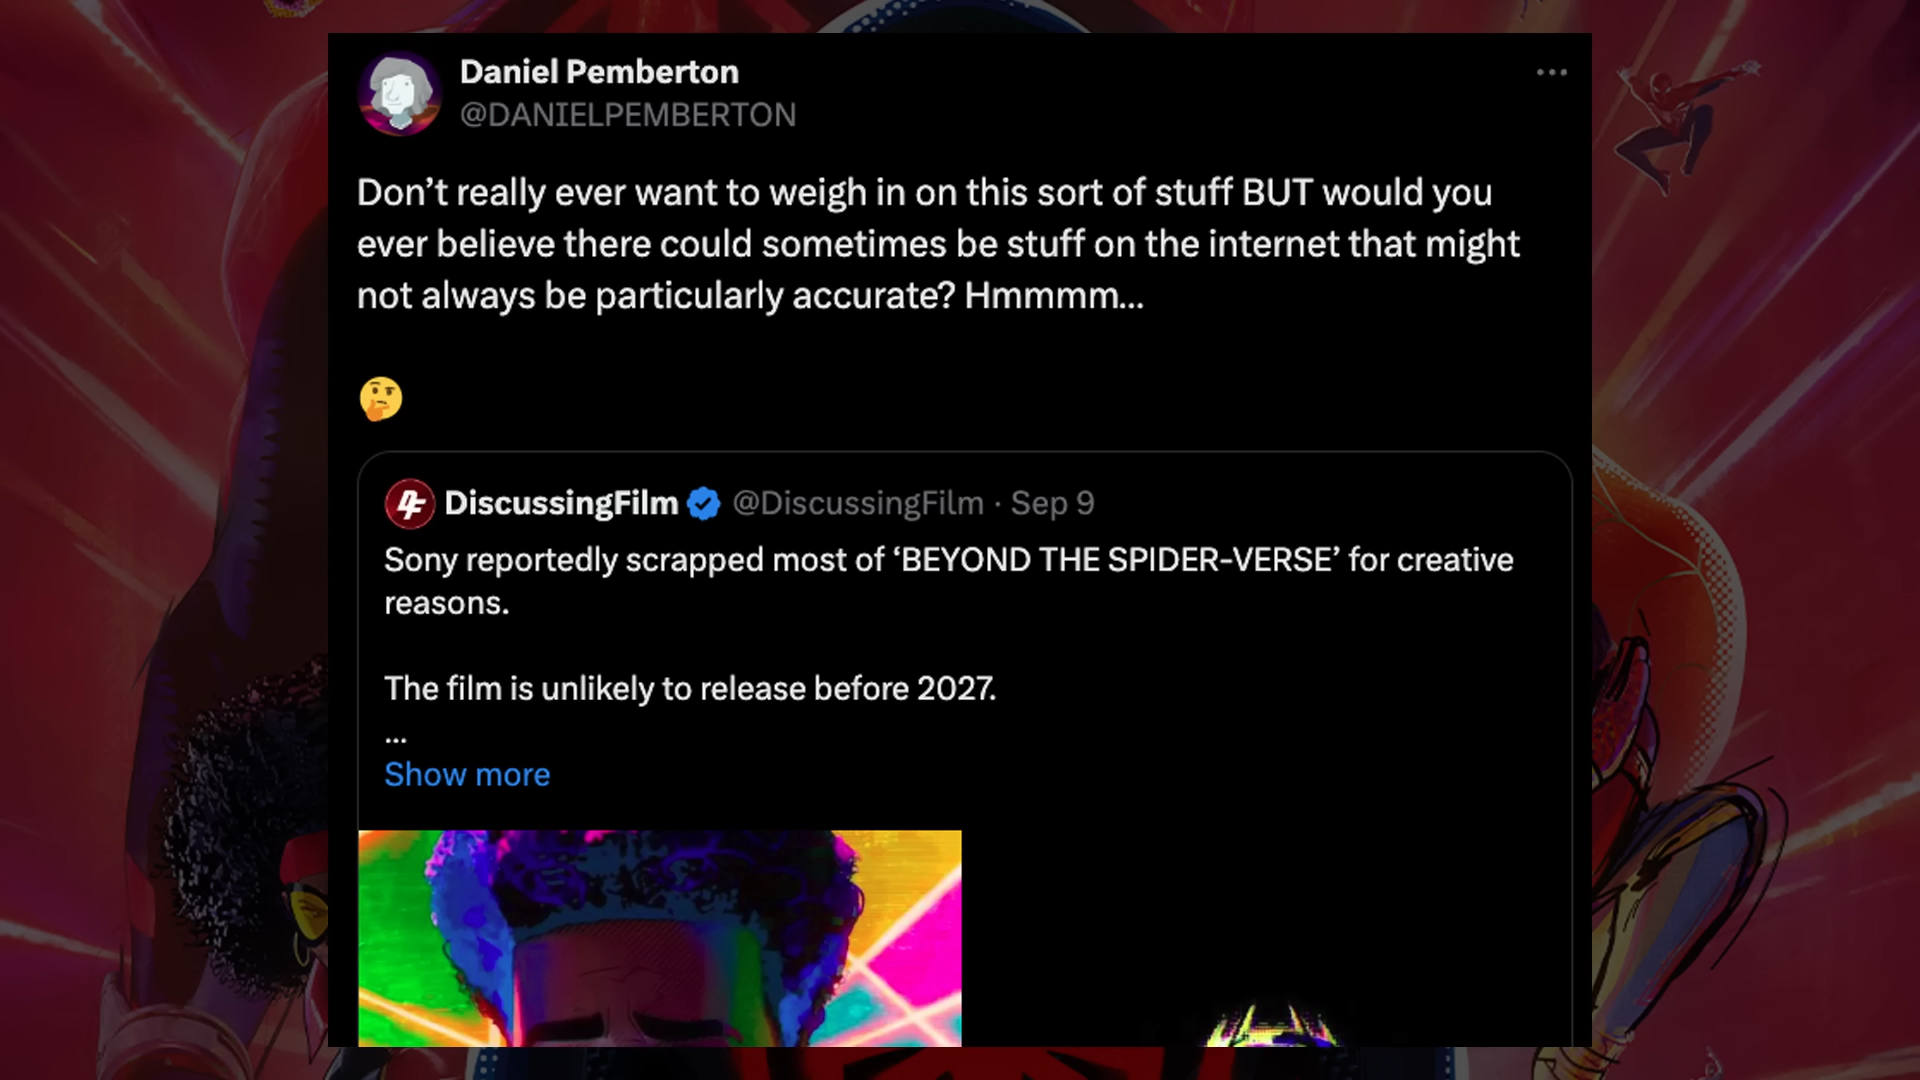 Daniel Pemberton
@DANIELPEMBERTON
Don’t really ever want to weigh in on this sort of stuff BUT would you
ever believe there could sometimes be stuff on the internet that might
not always be particularly accurate? Hmmmm...
🤔
DiscussingFilm @DiscussingFilm · Sep 9
Sony reportedly scrapped most of ‘BEYOND THE SPIDER-VERSE’ for creative
reasons.
The film is unlikely to release before 2027.
...
Show more